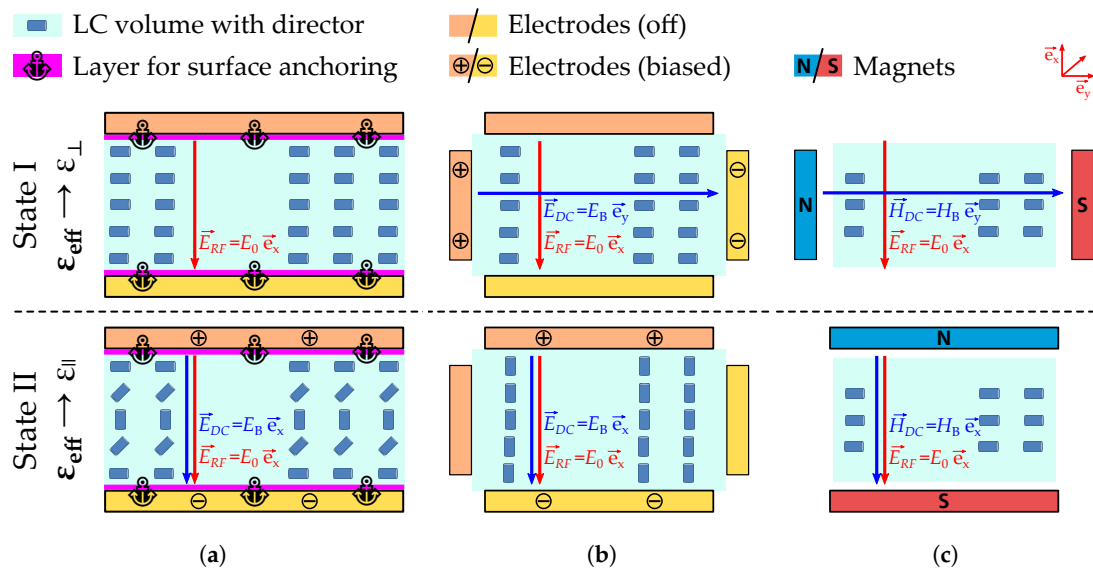 LC volume with director
Electrodes (off)
Layer for surface anchoring
⊕ ⊖ Electrodes (biased)
N S Magnets
e⃗x
e⃗y
State I
εeff ⟶ ε⊥
E⃗RF=E0 e⃗x
⊕ ⊖
E⃗DC=EB e⃗y
E⃗RF=E0 e⃗x
⊕ ⊖
N S
H⃗DC=HB e⃗y
E⃗RF=E0 e⃗x
State II
εeff ⟶ ε||
⊕ ⊕
E⃗DC=EB e⃗x
E⃗RF=E0 e⃗x
⊖ ⊖
⊕ ⊕
E⃗DC=EB e⃗x
E⃗RF=E0 e⃗x
⊖ ⊖
N
H⃗DC=HB e⃗x
E⃗RF=E0 e⃗x
S
(a)
(b)
(c)